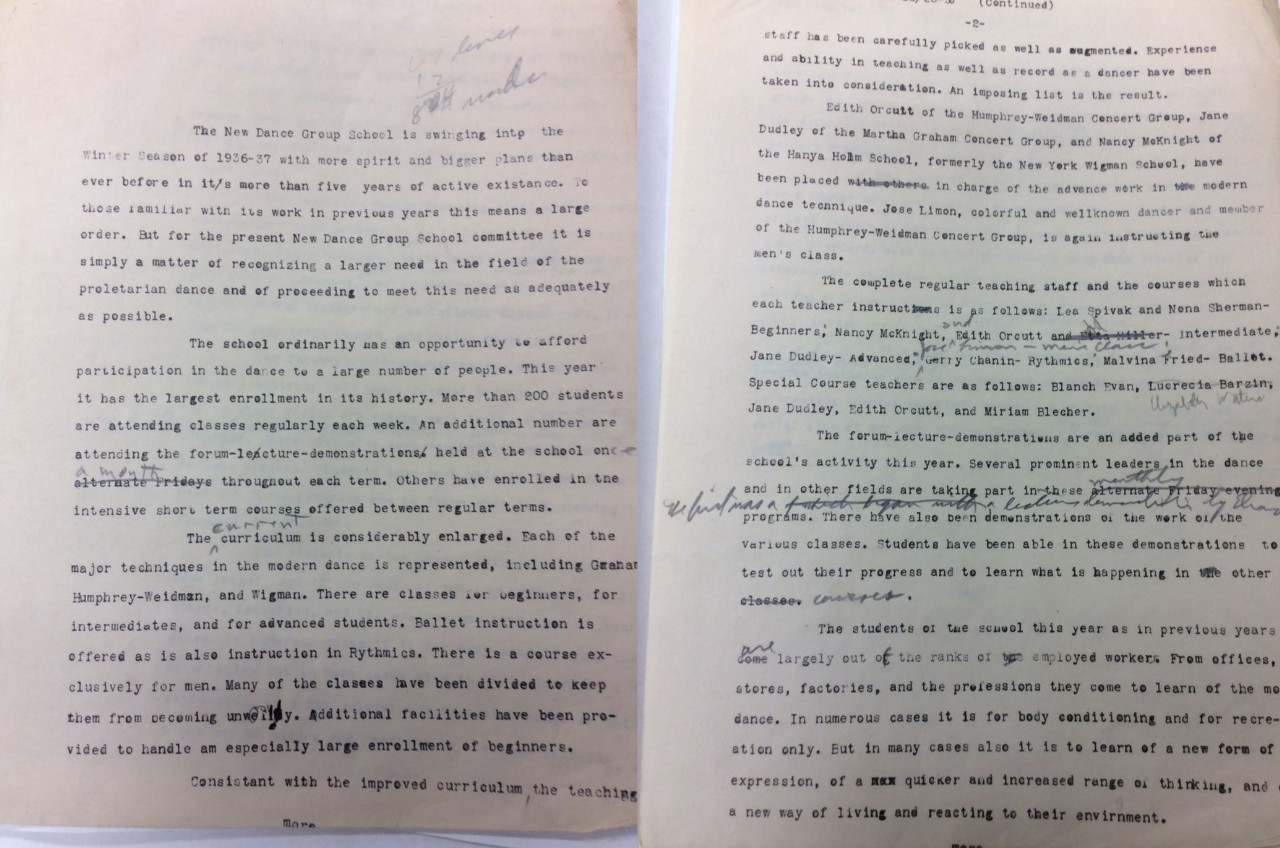 The New Dance Group School is swinging intp the
Winter Season of 1936-37 with more spirit and bigger plans than
ever before in it/s more than five years of active existance. To
those familiar with its work in previous years this means a large
order. But for the present New Dance Group School committee it is
simply a matter of recognizing a larger need in the field of the
proletarian dance and of proceeding to meet this need as adequately
as possible.
The school ordinarily has an opportunity to afford
participation in the dance to a large number of people. This year
it has the largest enrollment in its history. More than 200 students
are attending classes regularly each week. An additional number are
attending the forum-lecture-demonstrations held at the school once
a month
alternate Fridays throughout each term. Others have enrolled in the
intensive short term courses offered between regular terms.
current
The curriculum is considerably enlarged. Each of the
major techniques in the modern dance is represented, including Graham
Humphrey-Weidman, and Wigman. There are classes for beginners, for
intermediates, and for advanced students. Ballet instruction is
offered as is also instruction in Rythmics. There is a course ex-
clusively for men. Many of the classes have been divided to keep
them from becoming unweildy. Additional facilities have been pro-
vided to handle am especially large enrollment of beginners.
Consistant with the improved curriculum, the teaching
more
(Continued)
-2-
staff has been carefully picked as well as augmented. Experience
and ability in teaching as well as record as a dancer have been
taken into consideration. An imposing list is the result.
Edith Orcutt of the Humphrey-Weidman Concert Group, Jane
Dudley of the Martha Graham Concert Group, and Nancy McKnight of
the Hanya Holm School, formerly the New York Wigman School, have
been placed with others in charge of the advance work in the modern
dance technique. Jose Limon, colorful and wellknown dancer and member
of the Humphrey-Weidman Concert Group, is again instructing the
men's class.
The complete regular teaching staff and the courses which
each teacher instructs is as follows: Lea Spivak and Nona Sherman-
and
Beginners, Nancy McKnight, Edith Orcutt and Miller- Intermediate,
Jose Limon - men's classes,
Jane Dudley- Advanced, Gerry Chanin- Rythmics, Malvina Fried- Ballet.
Special Course teachers are as follows: Blanch Evan, Lucrecia Barzin,
Elizabeth Waters
Jane Dudley, Edith Orcutt, and Miriam Blecher.
The forum-lecture-demonstrations are an added part of the
school's activity this year. Several prominent leaders in the dance
monthly
and in other fields are taking part in these alternate Friday evening
The first was a which began with a lecture demonstration by
programs. There have also been demonstrations of the work of the
various classes. Students have been able in these demonstrations to
test out their progress and to learn what is happening in the other
classes. courses.
The students of the school this year as in previous years
are
come largely out of the ranks of employed workers. From offices,
stores, factories, and the professions they come to learn of the mo
dance. In numerous cases it is for body conditioning and for recre-
ation only. But in many cases also it is to learn of a new form of
expression, of a quicker and increased range of thinking, and
a new way of living and reacting to their envirnment.
more